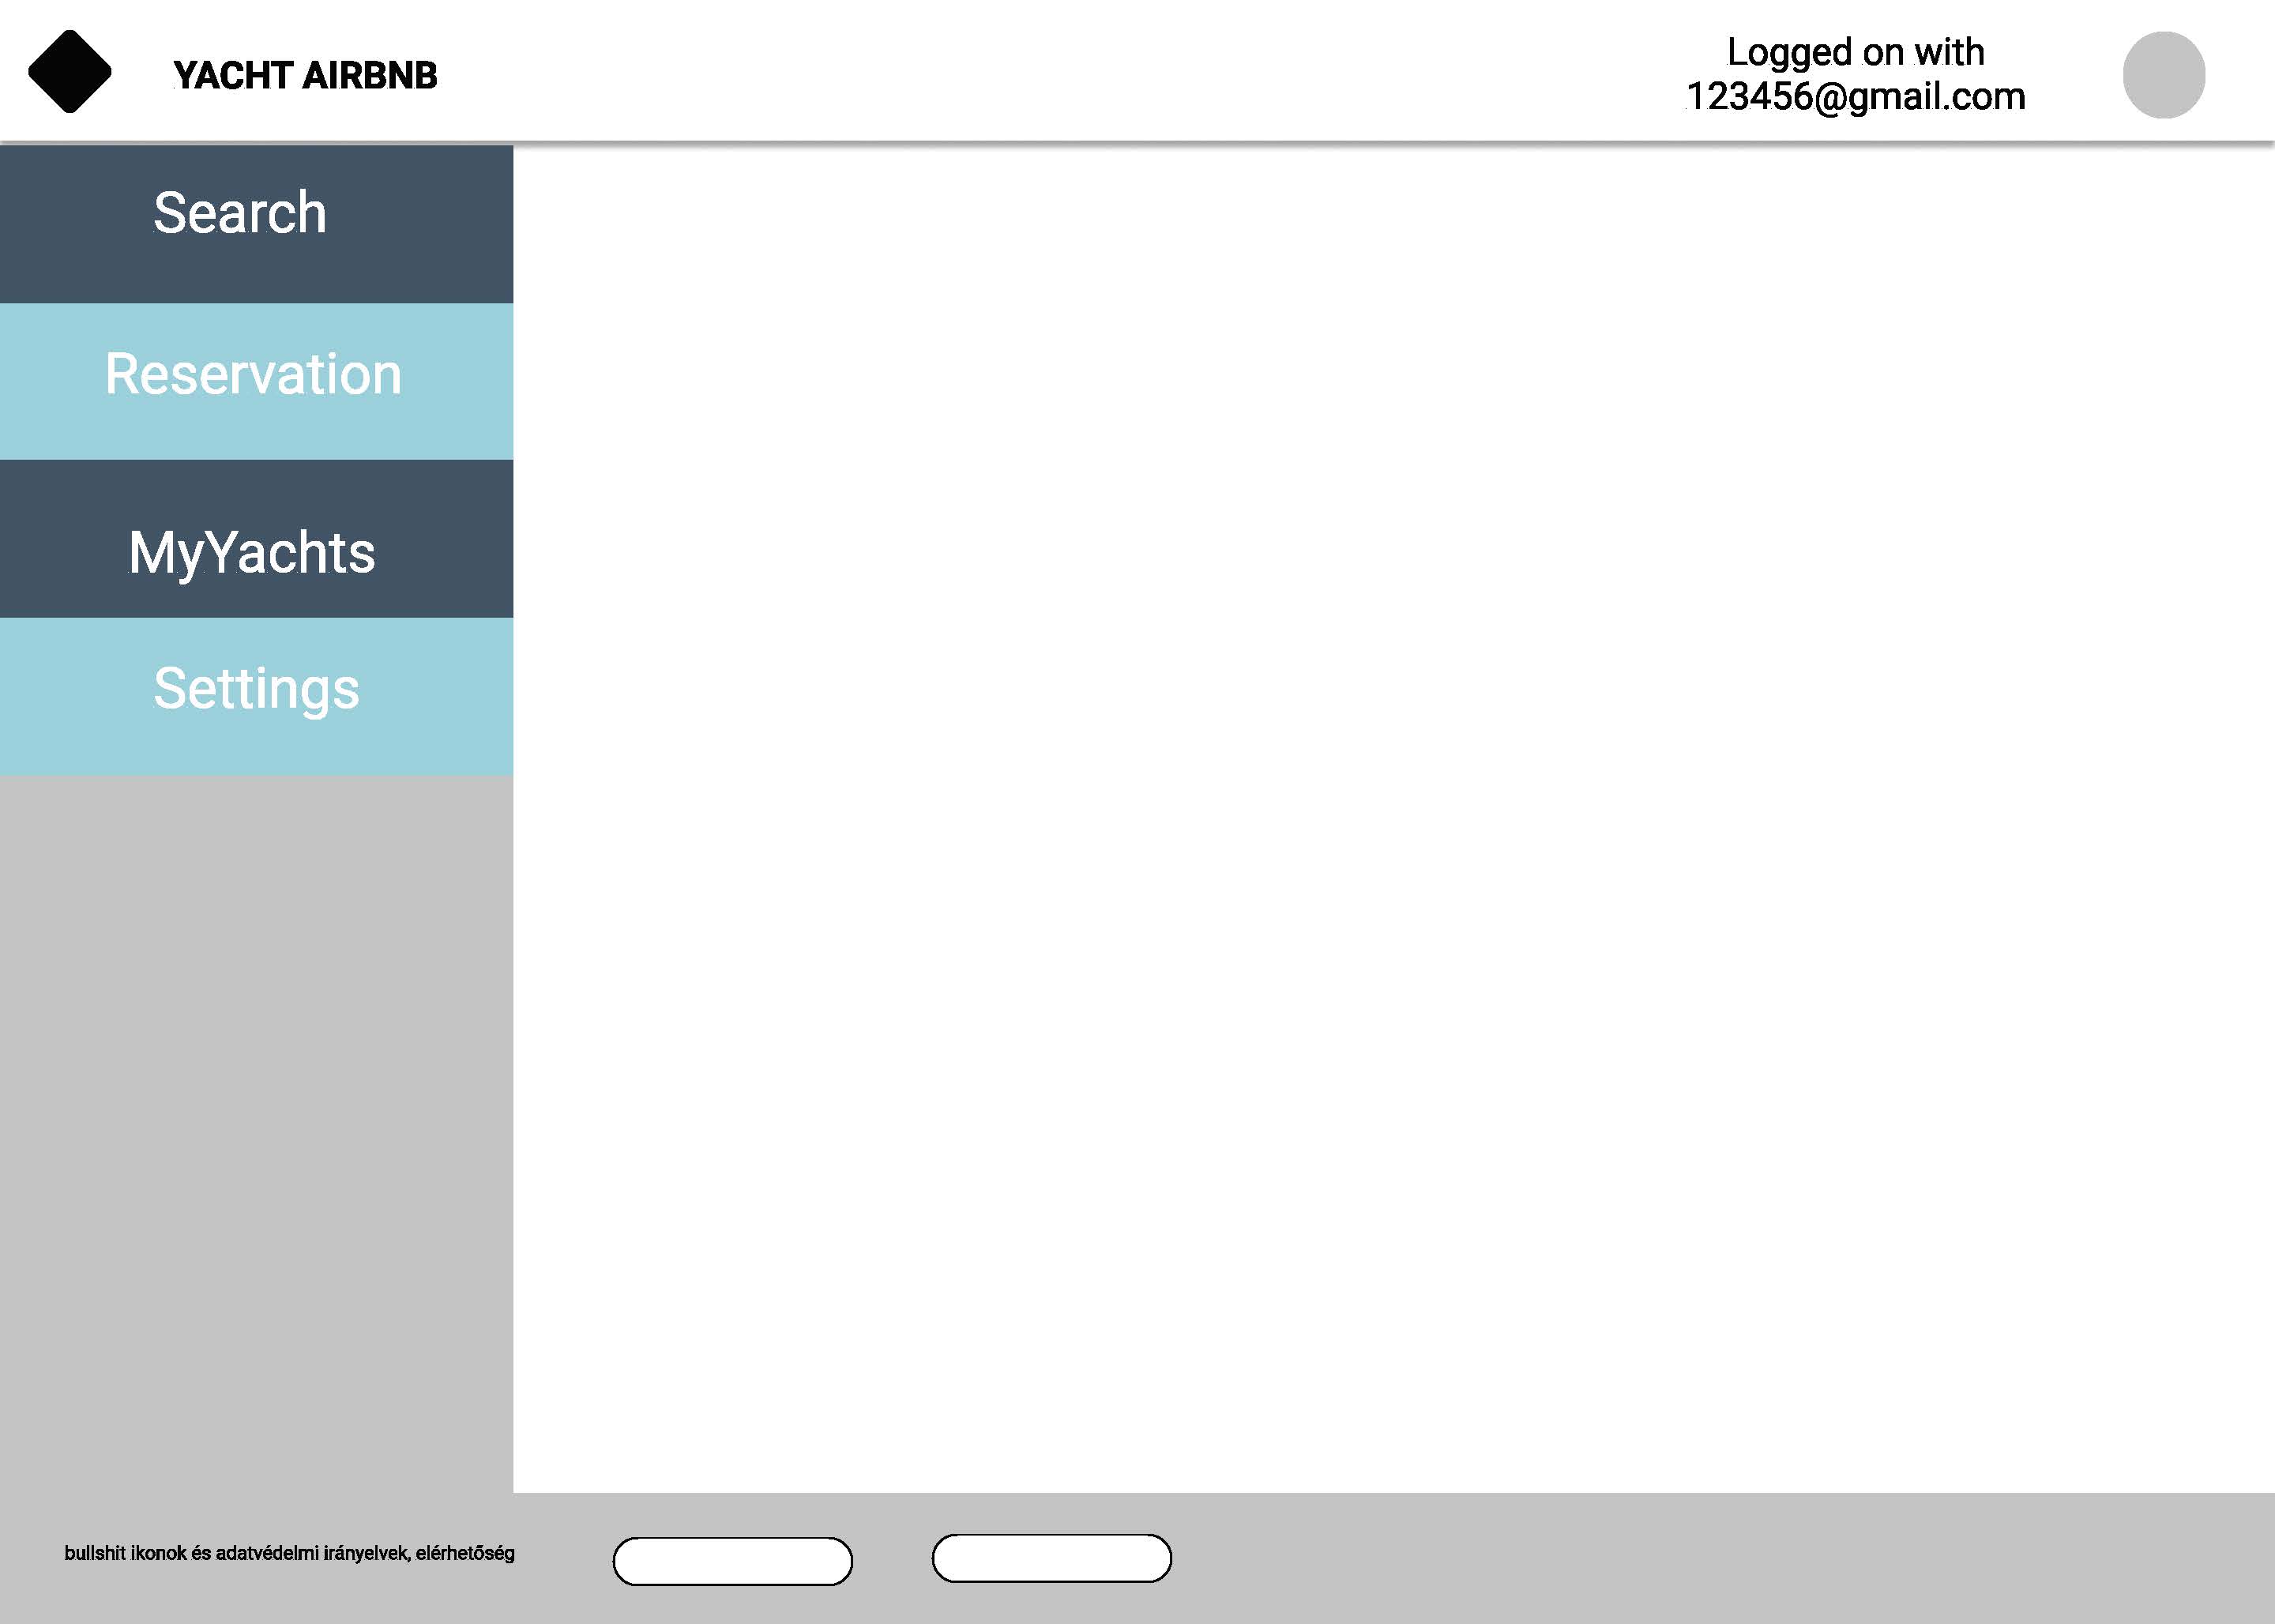 YACHT AIRBNB
Logged on with
123456@gmail.com
Search
Reservation
MyYachts
Settings
bullshit ikonok és adatvédelmi irányelvek, elérhetőség